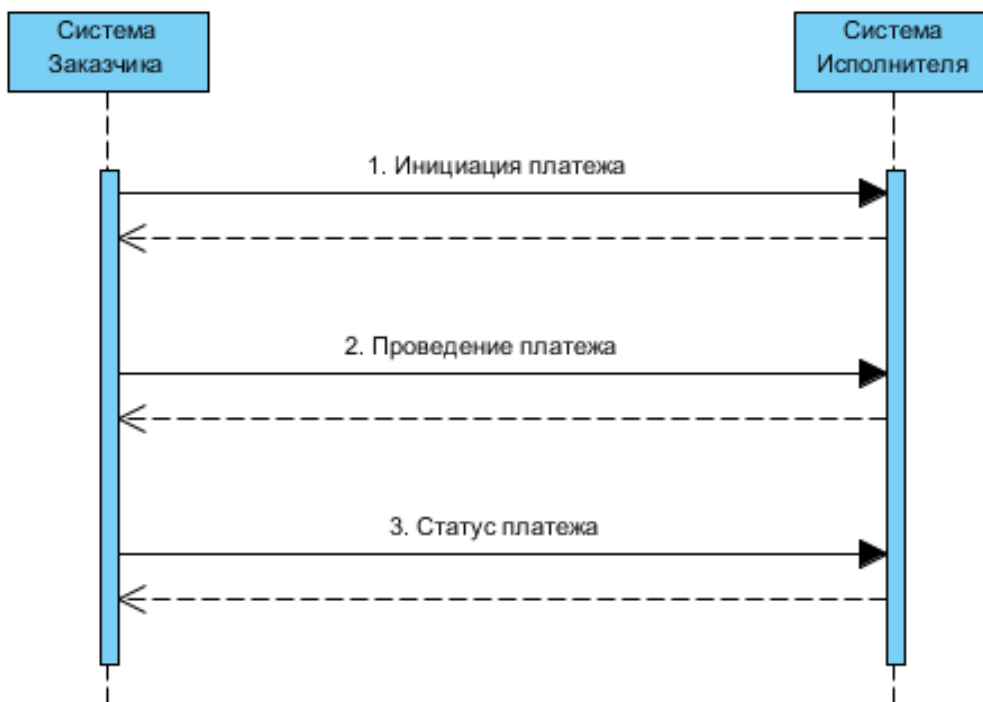 Система
Заказчика
Система
Исполнителя
1. Инициация платежа
2. Проведение платежа
3. Статус платежа